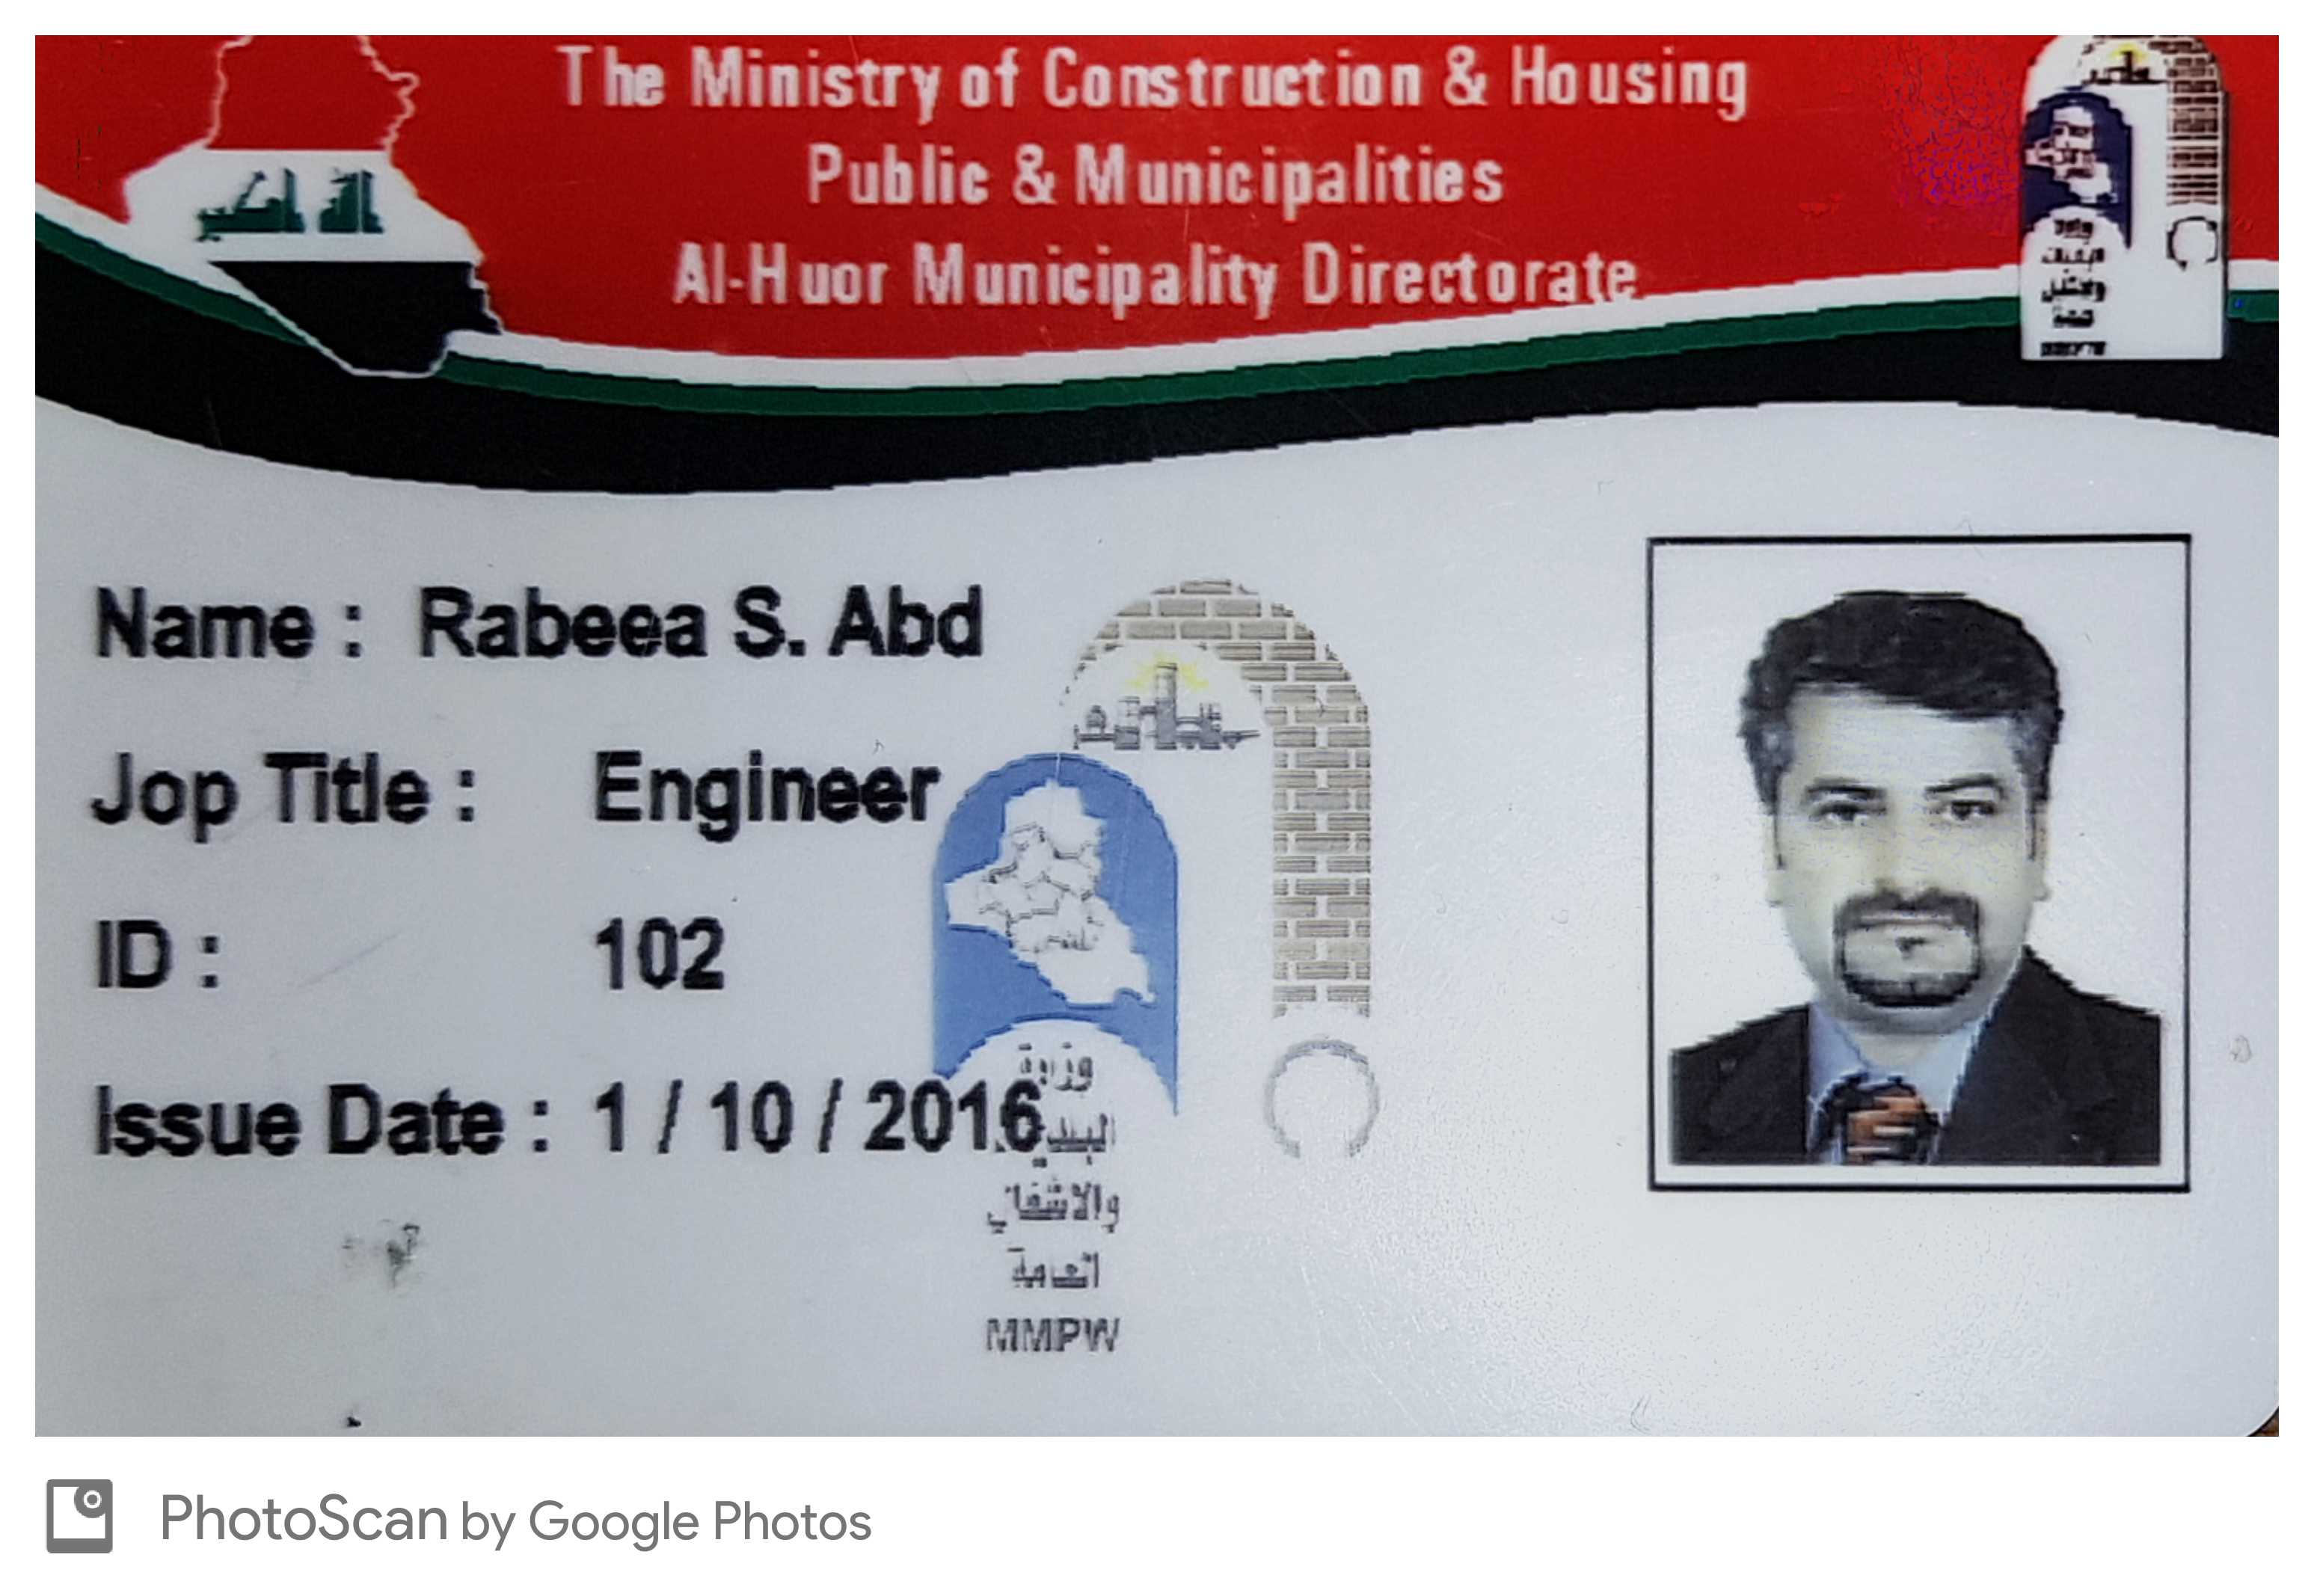 The Ministry of Construction & Housing
Public & Municipalities
Al-Huor Municipality Directorate
الله اكبر
Name : Rabeea S. Abd
Jop Title : Engineer
ID : 102
Issue Date : 1 / 10 / 2016
وزارة
والاشغال
العامة
MMPW
PhotoScan by Google Photos